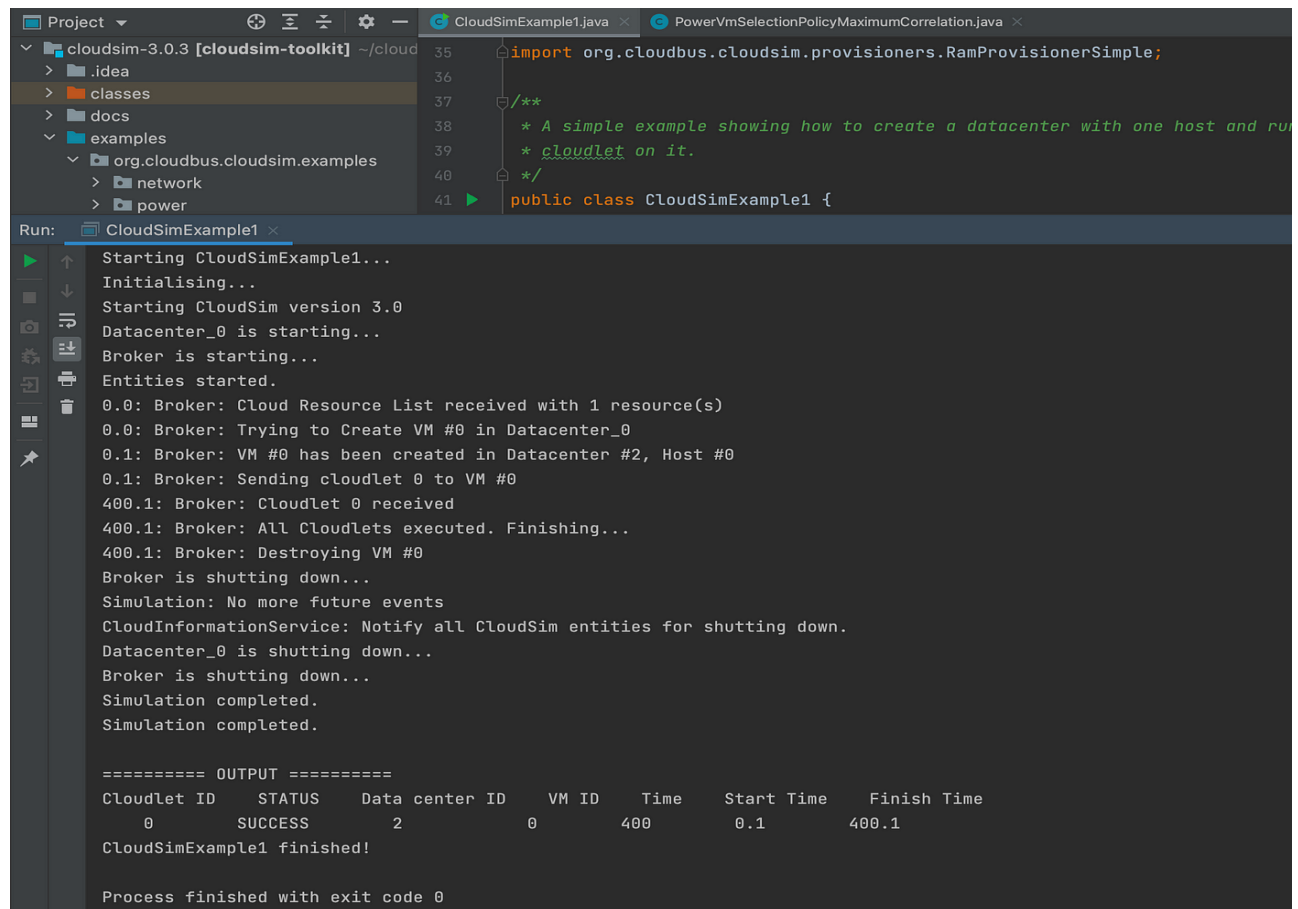 Project
cloudsim-3.0.3 [cloudsim-toolkit] ~/cloud
.idea
classes
docs
examples
org.cloudbus.cloudsim.examples
network
power
CloudSimExample1.java
PowerVmSelectionPolicyMaximumCorrelation.java
35 import org.cloudbus.cloudsim.provisioners.RamProvisionerSimple;
36
37 /**
38 * A simple example showing how to create a datacenter with one host and run
39 * cloudlet on it.
40 */
41 public class CloudSimExample1 {
Run: CloudSimExample1
Starting CloudSimExample1...
Initialising...
Starting CloudSim version 3.0
Datacenter_0 is starting...
Broker is starting...
Entities started.
0.0: Broker: Cloud Resource List received with 1 resource(s)
0.0: Broker: Trying to Create VM #0 in Datacenter_0
0.1: Broker: VM #0 has been created in Datacenter #2, Host #0
0.1: Broker: Sending cloudlet 0 to VM #0
400.1: Broker: Cloudlet 0 received
400.1: Broker: All Cloudlets executed. Finishing...
400.1: Broker: Destroying VM #0
Broker is shutting down...
Simulation: No more future events
CloudInformationService: Notify all CloudSim entities for shutting down.
Datacenter_0 is shutting down...
Broker is shutting down...
Simulation completed.
Simulation completed.
========== OUTPUT ==========
Cloudlet ID STATUS Data center ID VM ID Time Start Time Finish Time
0 SUCCESS 2 0 400 0.1 400.1
CloudSimExample1 finished!
Process finished with exit code 0